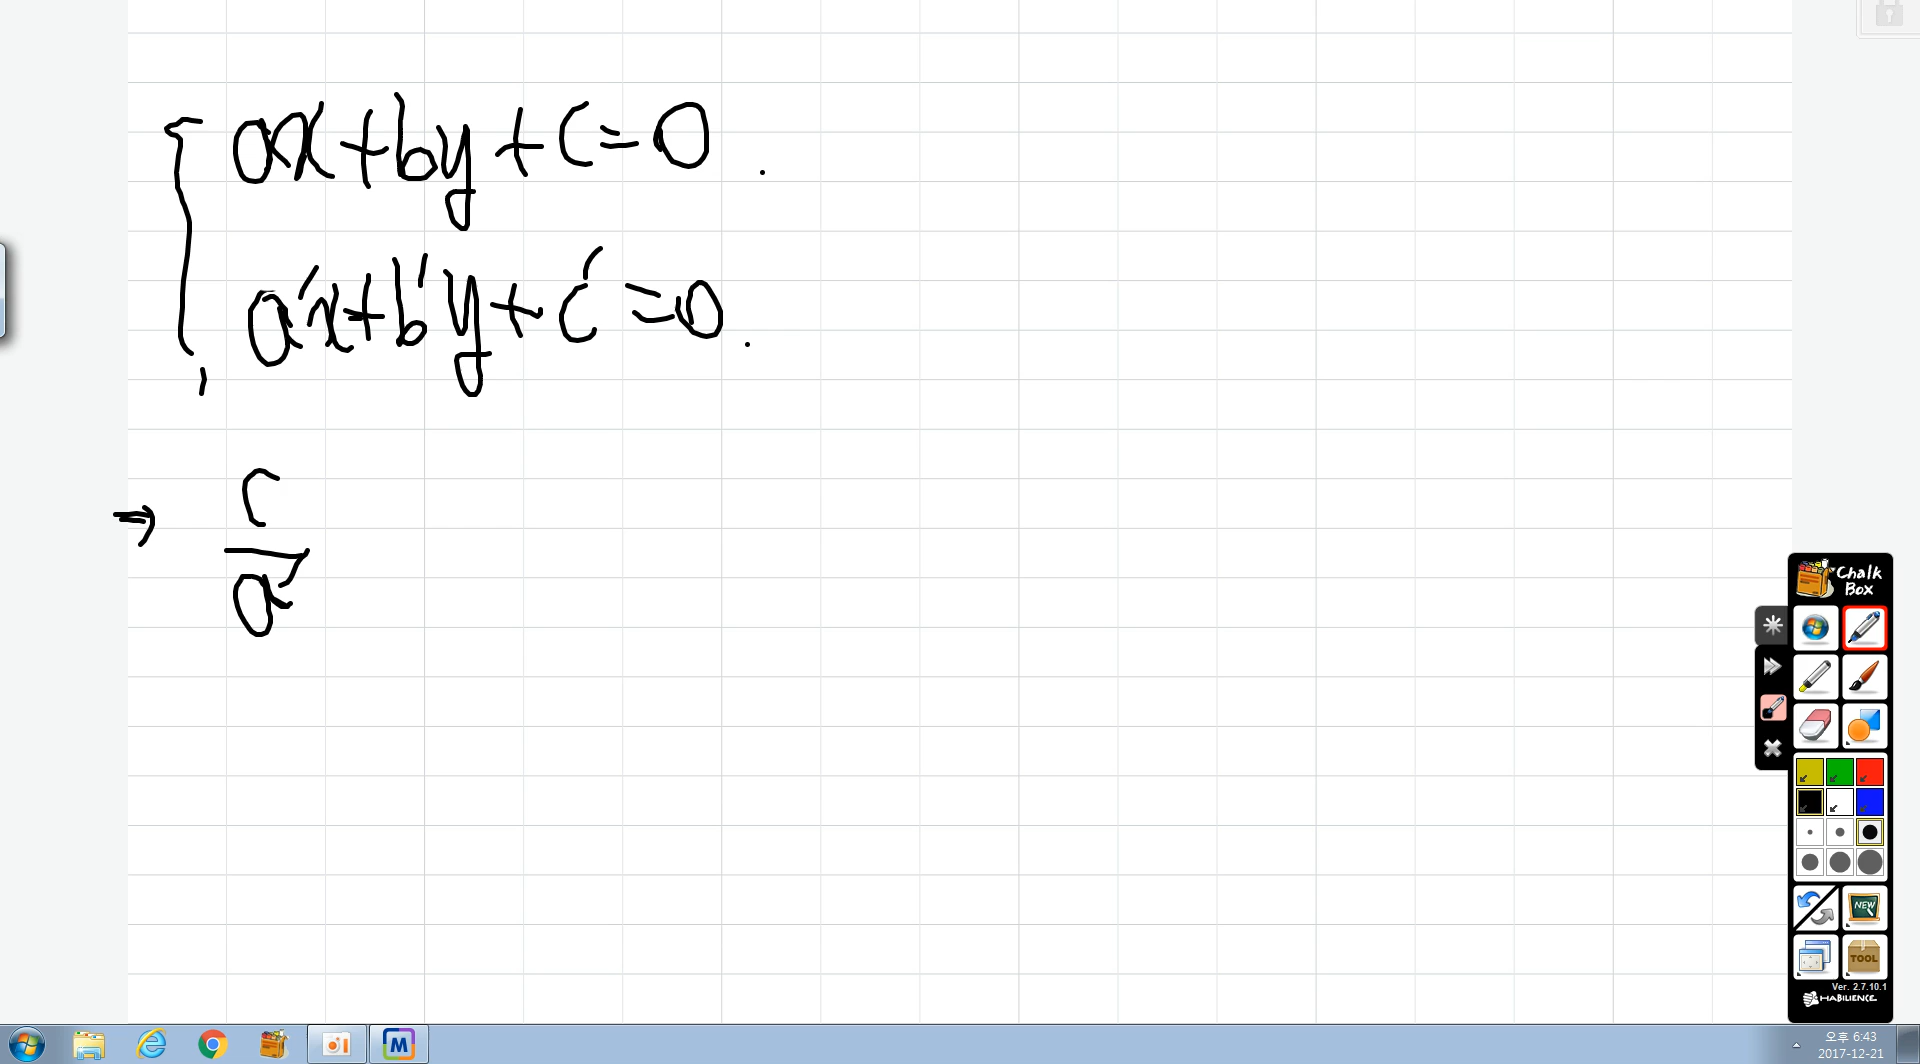 ax+by+c=0
a'x+b'y+c'=0
⇒
a'
Chalk
Box
NEW
TOOL
Ver. 2.7.10.1
HABILIENCE
M
오후 6:43
2017-12-21